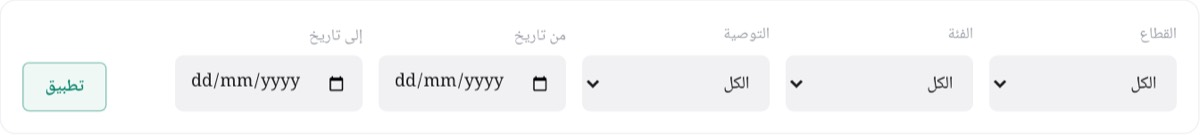 القطاع الفئة التوصية من تاريخ إلى تاريخ
الكل الكل الكل dd/mm/yyyy dd/mm/yyyy تطبيق